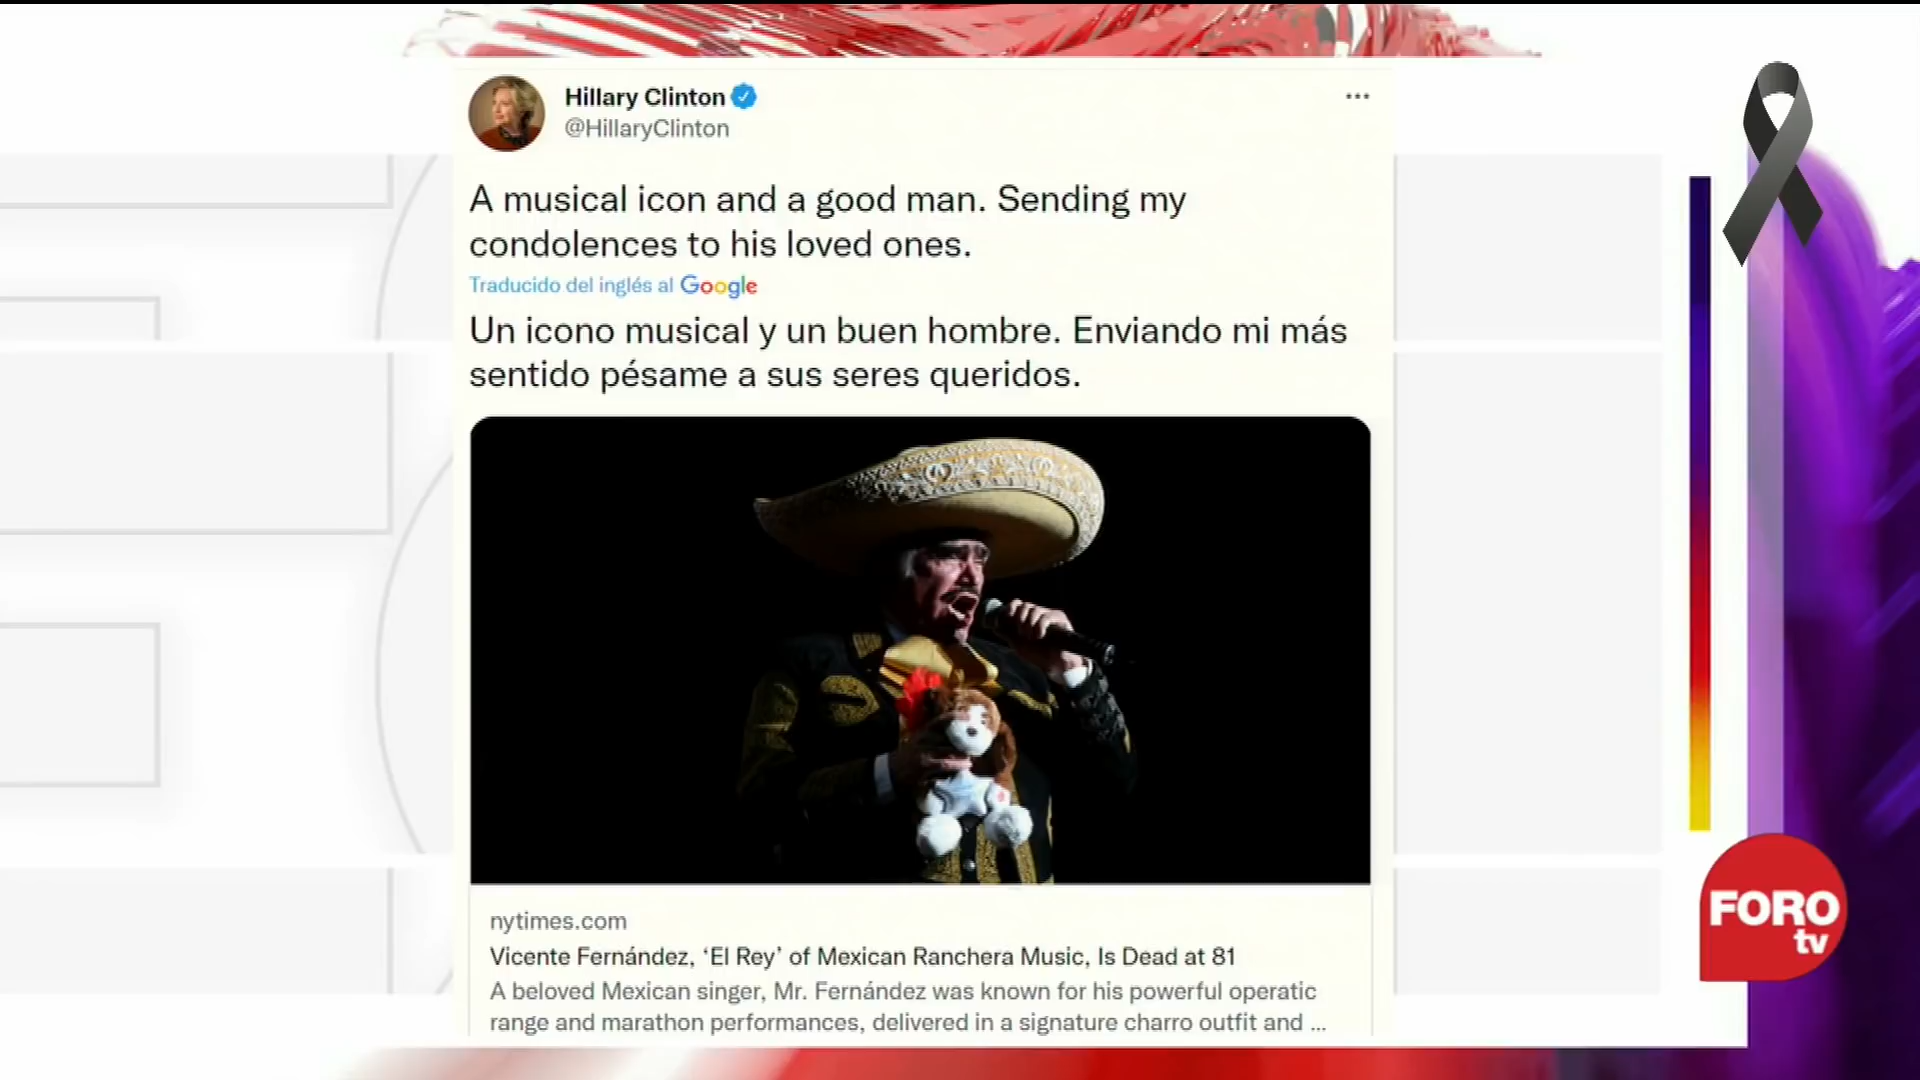 Hillary Clinton
@HillaryClinton
A musical icon and a good man. Sending my
condolences to his loved ones.
Traducido del inglés al Google
Un icono musical y un buen hombre. Enviando mi más
sentido pésame a sus seres queridos.
nytimes.com
Vicente Fernández, ‘El Rey’ of Mexican Ranchera Music, Is Dead at 81
A beloved Mexican singer, Mr. Fernández was known for his powerful operatic
range and marathon performances, delivered in a signature charro outfit and ...
FORO
tv